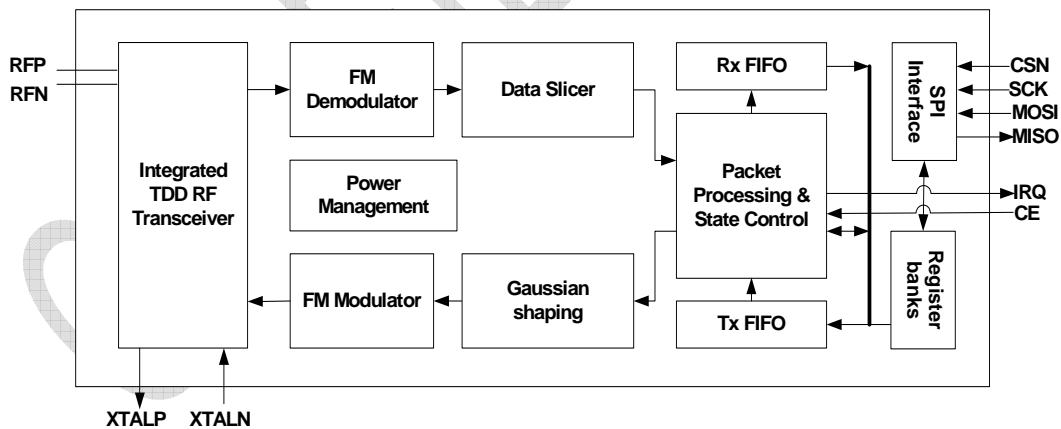 RFP
RFN
Integrated
TDD RF
Transceiver
FM
Demodulator
Data Slicer
Rx FIFO
SPI
Interface
CSN
SCK
MOSI
MISO
Power
Management
Packet
Processing &
State Control
IRQ
CE
FM Modulator
Gaussian
shaping
Tx FIFO
Register
banks
XTALP
XTALN